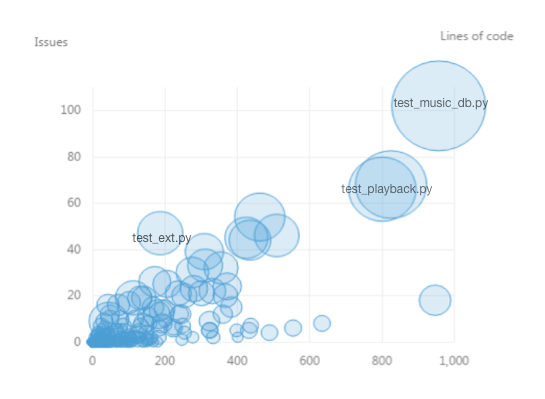 Lines of code
Issues
test_music_db.py
100
80
test_playback.py
60
test_ext.py
40
20
0
0 200 400 600 800 1,000